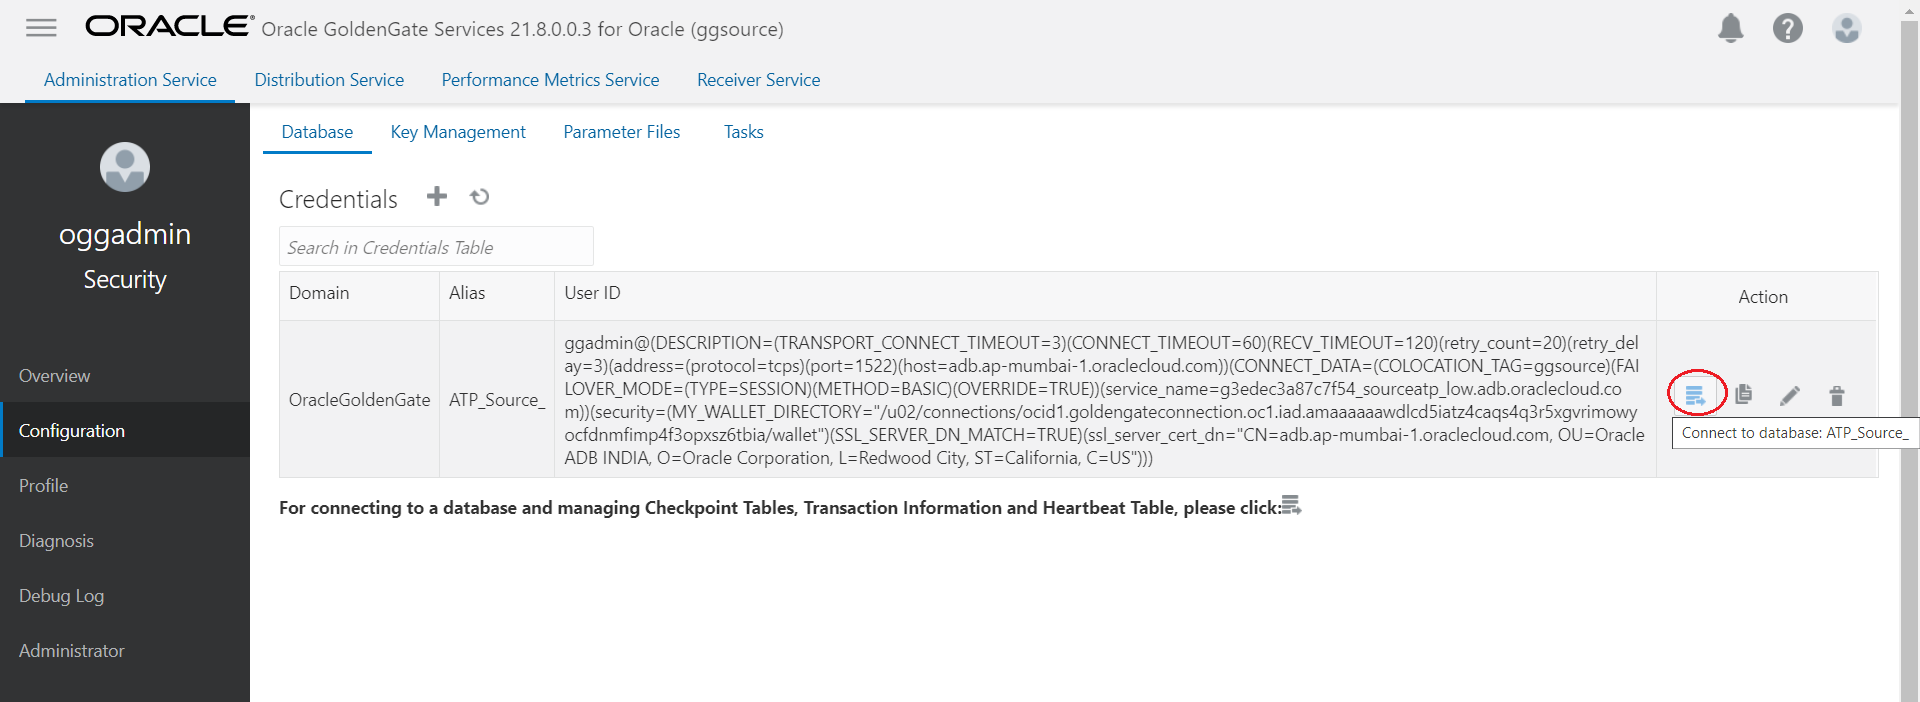 ORACLE® Oracle GoldenGate Services 21.8.0.0.3 for Oracle (ggsource)
?
Administration Service Distribution Service Performance Metrics Service Receiver Service
oggadmin
Security
Overview
Configuration
Profile
Diagnosis
Debug Log
Administrator
Database Key Management Parameter Files Tasks
Credentials
Search in Credentials Table
Domain Alias User ID Action
OracleGoldenGate ATP_Source_
ggadmin@(DESCRIPTION=(TRANSPORT_CONNECT_TIMEOUT=3)(CONNECT_TIMEOUT=60)(RECV_TIMEOUT=120)(retry_count=20)(retry_del
ay=3)(address=(protocol=tcps)(port=1522)(host=adb.ap-mumbai-1.oraclecloud.com))(CONNECT_DATA=(COLOCATION_TAG=ggsource)(FAI
LOVER_MODE=(TYPE=SESSION)(METHOD=BASIC)(OVERRIDE=TRUE))(service_name=g3edec3a87c7f54_sourceatp_low.adb.oraclecloud.co
m))(security=(MY_WALLET_DIRECTORY="/u02/connections/ocid1.goldengateconnection.oc1.iad.amaaaaaawdlcd5iatz4caqs4q3r5xgvrimowy
ocfdnmfimp4f3opxsz6tbia/wallet")(SSL_SERVER_DN_MATCH=TRUE)(ssl_server_cert_dn="CN=adb.ap-mumbai-1.oraclecloud.com, OU=Oracle
ADB INDIA, O=Oracle Corporation, L=Redwood City, ST=California, C=US")))
Connect to database: ATP_Source_
For connecting to a database and managing Checkpoint Tables, Transaction Information and Heartbeat Table, please click: